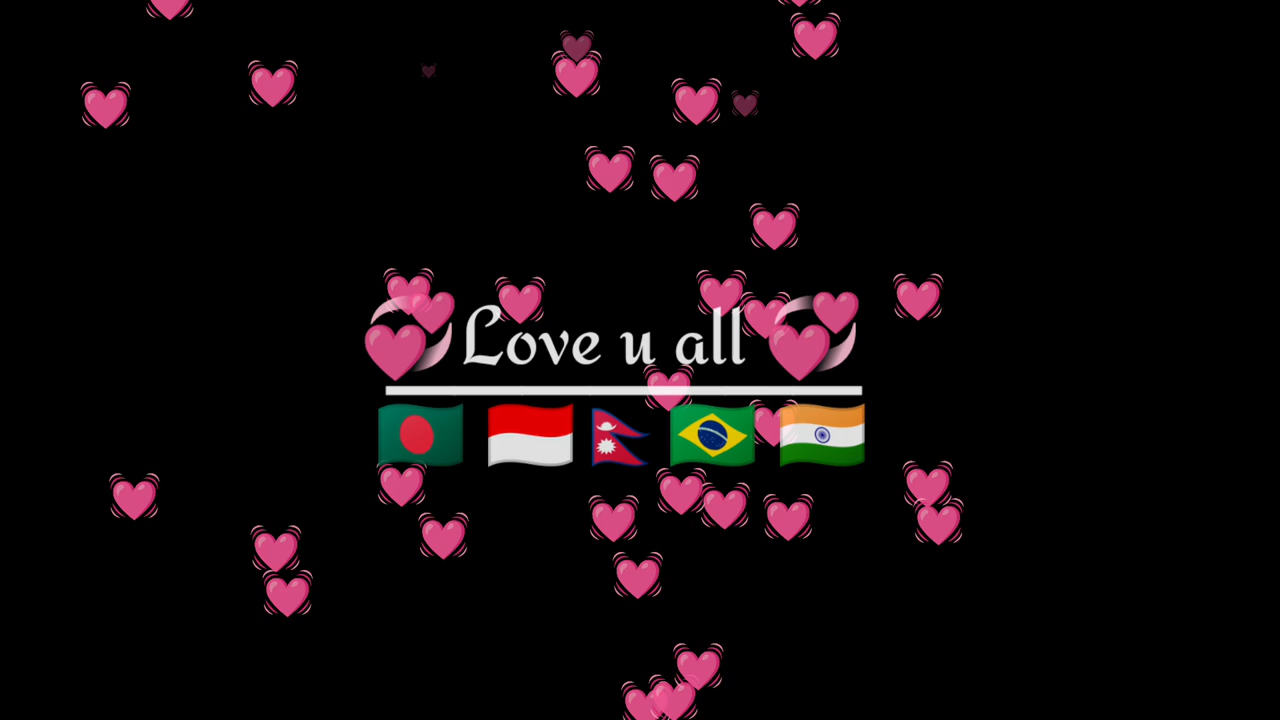 💞Love u all💞
🇧🇩 🇮🇩 🇳🇵 🇧🇷 🇮🇳